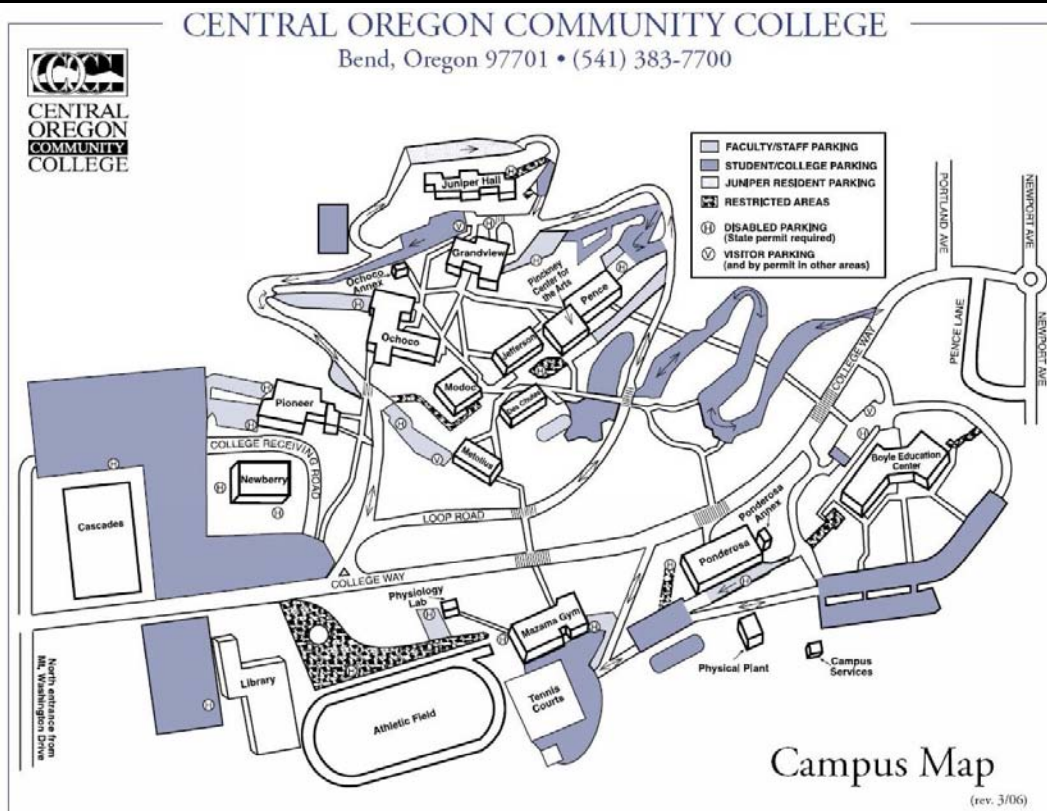 CENTRAL OREGON COMMUNITY COLLEGE
Bend, Oregon 97701 • (541) 383-7700
CENTRAL
OREGON
COMMUNITY
COLLEGE
FACULTY/STAFF PARKING
STUDENT/COLLEGE PARKING
JUNIPER RESIDENT PARKING
RESTRICTED AREAS
H DISABLED PARKING
(State permit required)
V VISITOR PARKING
(and by permit in other areas)
PORTLAND AVE
NEWPORT AVE
NEWPORT AVE
PENCE LANE
COLLEGE WAY
Juniper Hall
Grandview
Ochoco
Annex
Pinckney
Center for
the Arts
Pence
Ochoco
Jefferson
Modoc
Des Chutes
Metolius
Pioneer
COLLEGE RECEIVING
ROAD
Newberry
Cascades
LOOP ROAD
Boyle Education
Center
Ponderosa
Annex
Ponderosa
COLLEGE WAY
Physiology
Lab
Mazama Gym
Library
Athletic Field
Tennis
Courts
Physical Plant
Campus
Services
North entrance from
Mt. Washington Drive
Campus Map
(rev. 3/06)